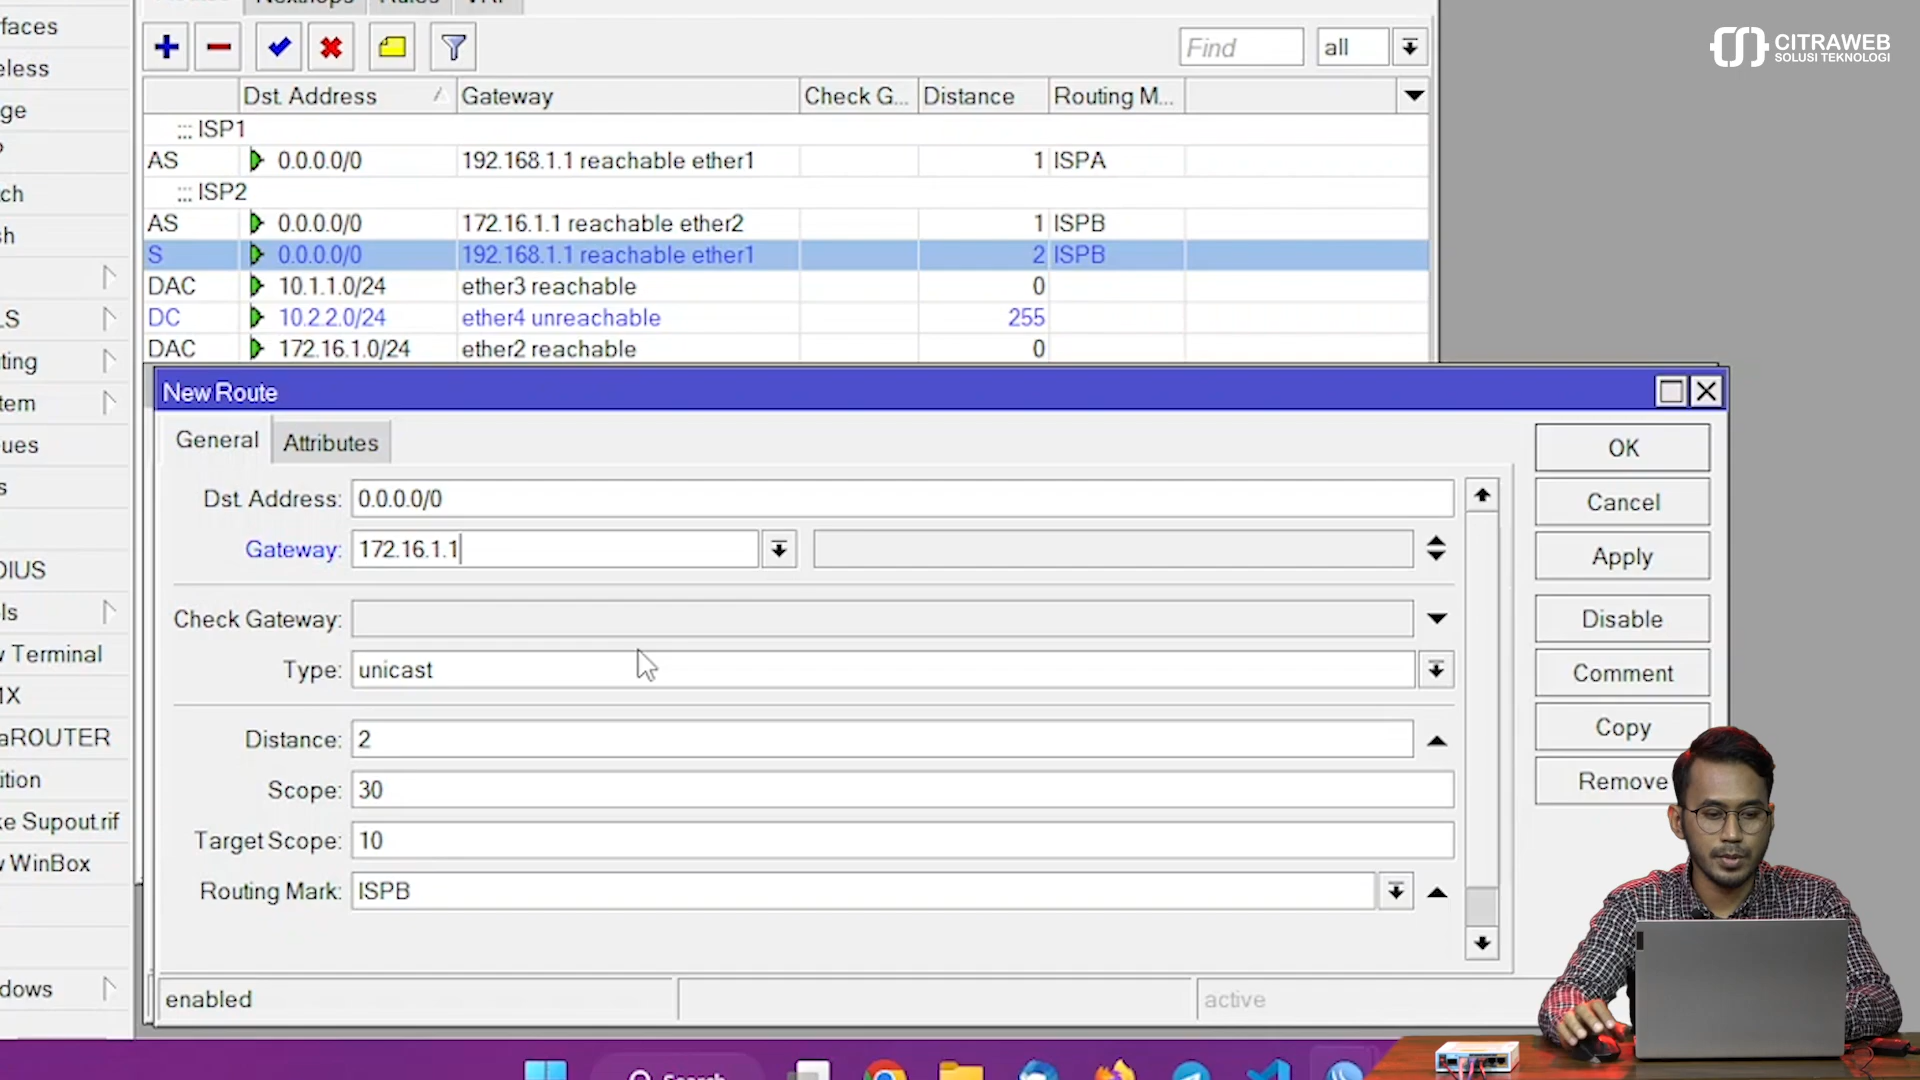 erfaces
eless
ge
ch
sh
LS
ting
tem
ues
s
DIUS
ls
v Terminal
IX
aROUTER
ition
ke Supout.rif
v WinBox
dows
Nexthops Rules VRF
Find
all
Dst. Address Gateway Check G... Distance Routing M...
::: ISP1
AS 0.0.0.0/0 192.168.1.1 reachable ether1 1 ISPA
::: ISP2
AS 0.0.0.0/0 172.16.1.1 reachable ether2 1 ISPB
S 0.0.0.0/0 192.168.1.1 reachable ether1 2 ISPB
DAC 10.1.1.0/24 ether3 reachable 0
DC 10.2.2.0/24 ether4 unreachable 255
DAC 172.16.1.0/24 ether2 reachable 0
New Route
General Attributes
Dst. Address: 0.0.0.0/0
Gateway: 172.16.1.1
Check Gateway:
Type: unicast
Distance: 2
Scope: 30
Target Scope: 10
Routing Mark: ISPB
OK
Cancel
Apply
Disable
Comment
Copy
Remove
enabled
active
Search
CITRAWEB
SOLUSI TEKNOLOGI